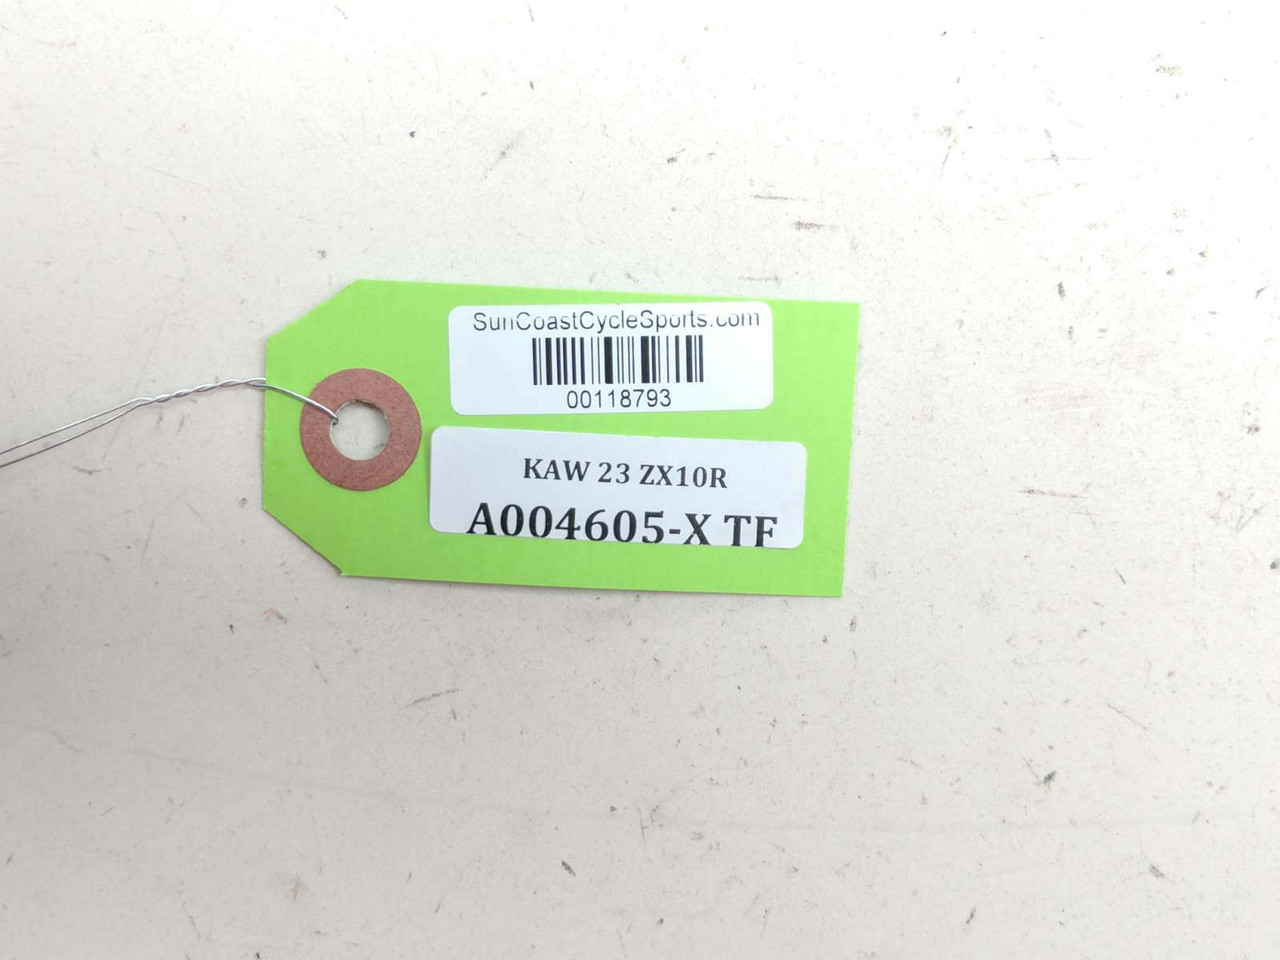 SunCoastCycleSports.com
00118793
KAW 23 ZX10R
A004605-X TF